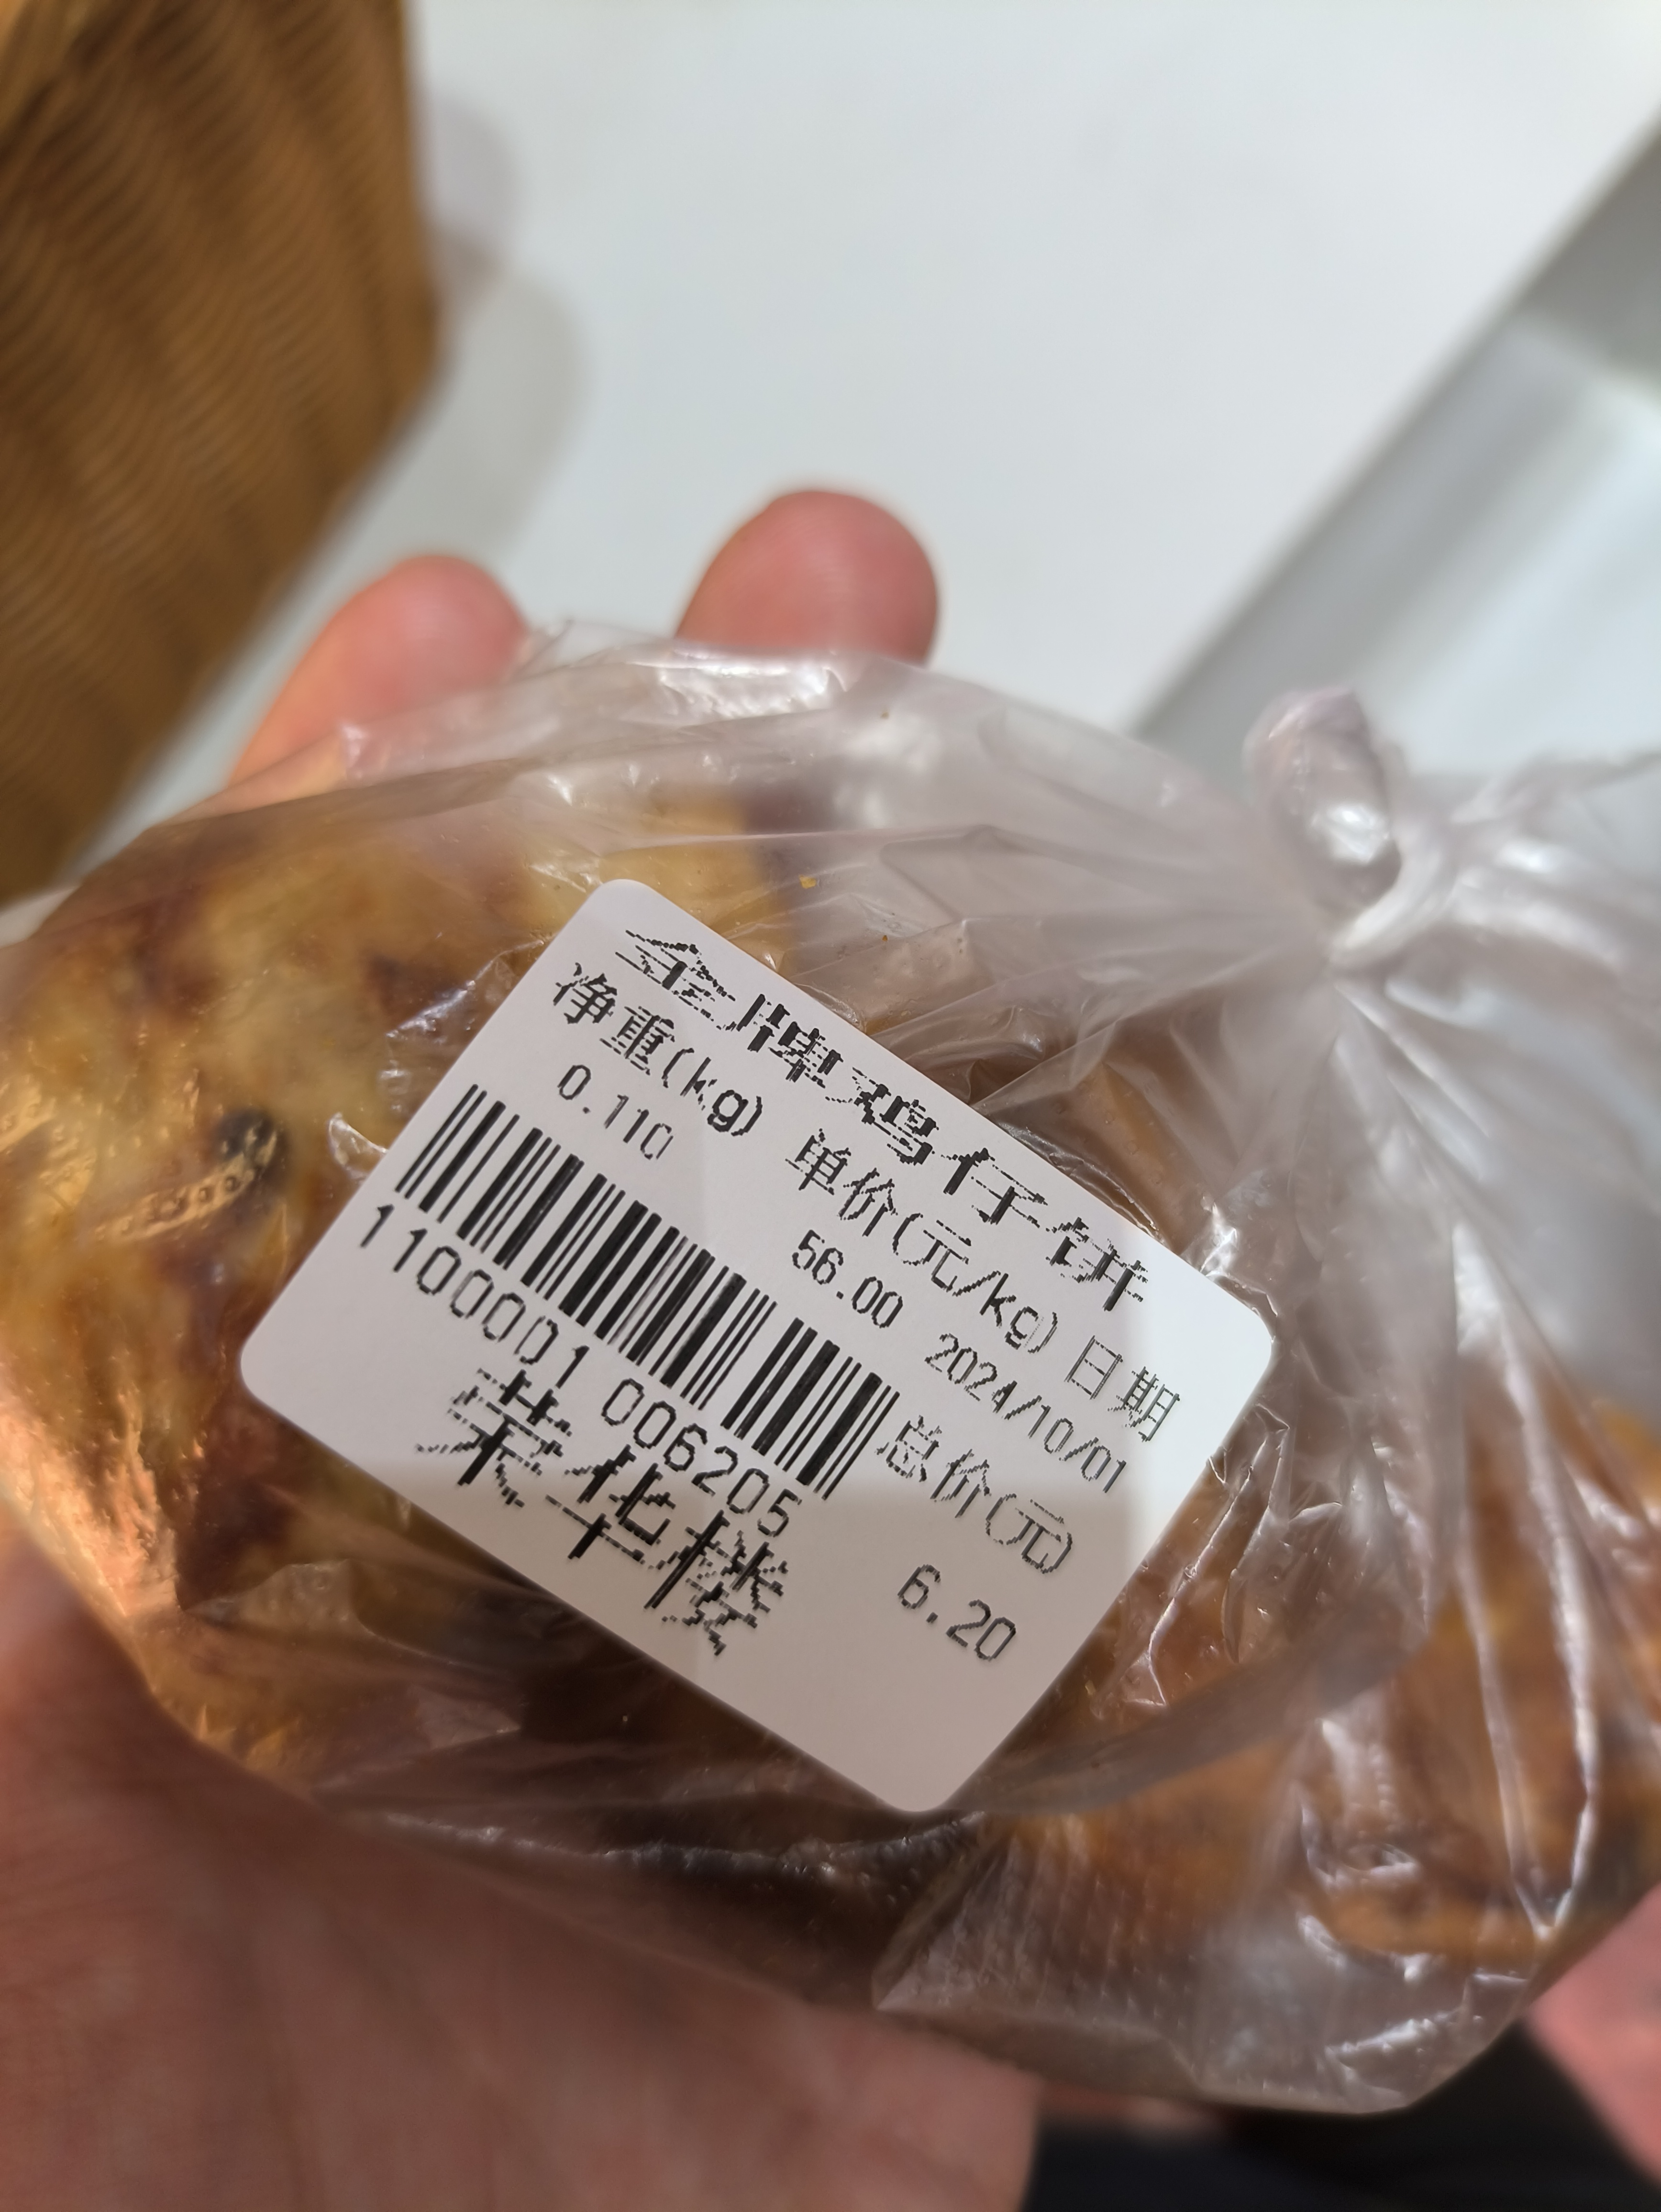 金牌鸡仔饼
净重(kg) 单价(元/kg) 日期
0.110 56.00 2024/10/01
1100001 006205
总价(元)
荣华楼
6.20